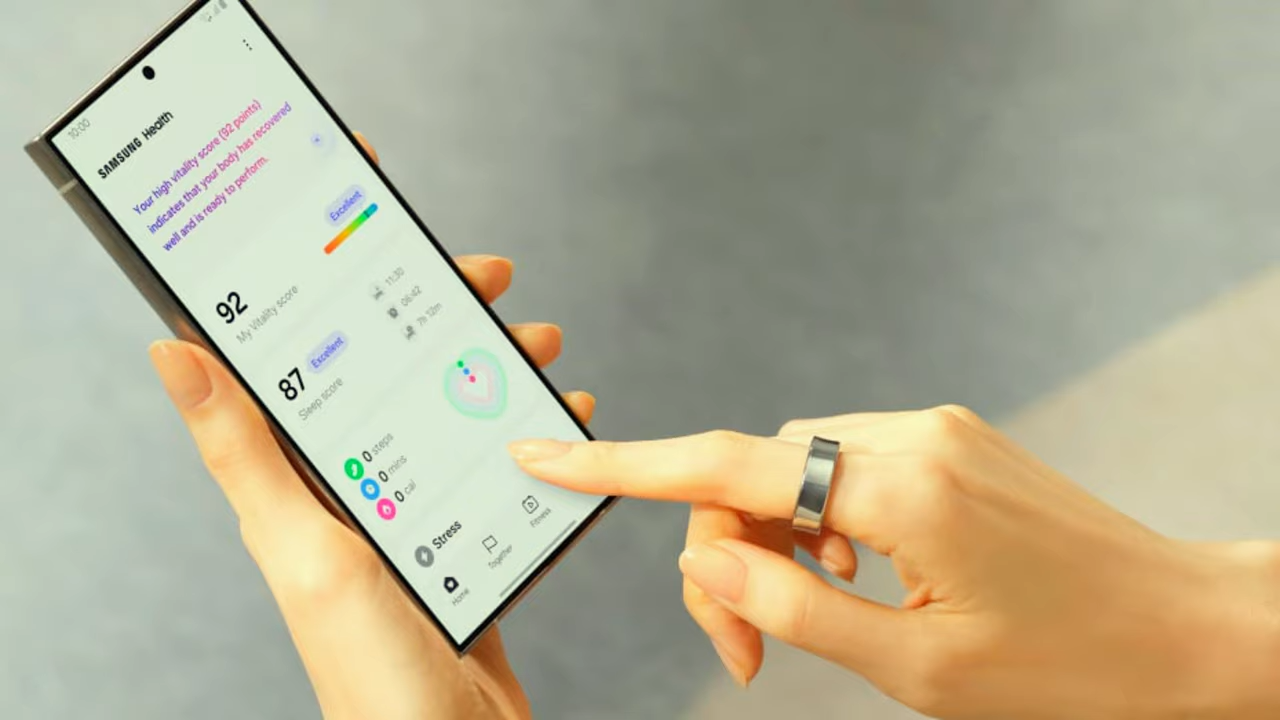 10:00
SAMSUNG Health
Your high vitality score (92 points)
indicates that your body has recovered
well and is ready to perform.
Excellent
92
My Vitality score
11:30
06:42
7h 12m
87 Excellent
Sleep score
0 steps
0 mins
0 cal
Stress
Home
Together
Fitness